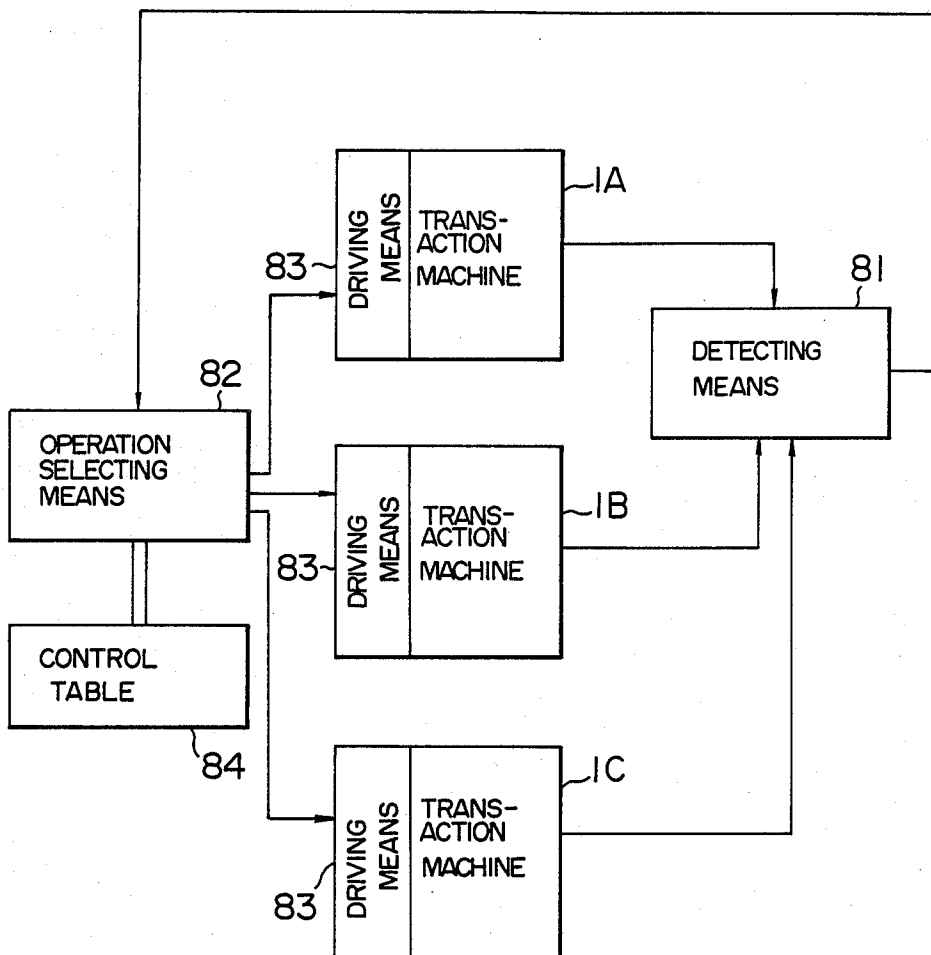 1A
DRIVING
MEANS
TRANS-
ACTION
MACHINE
83
81
DETECTING
MEANS
82
OPERATION
SELECTING
MEANS
1B
DRIVING
MEANS
TRANS-
ACTION
MACHINE
83
CONTROL
TABLE
84
1C
DRIVING
MEANS
TRANS-
ACTION
MACHINE
83